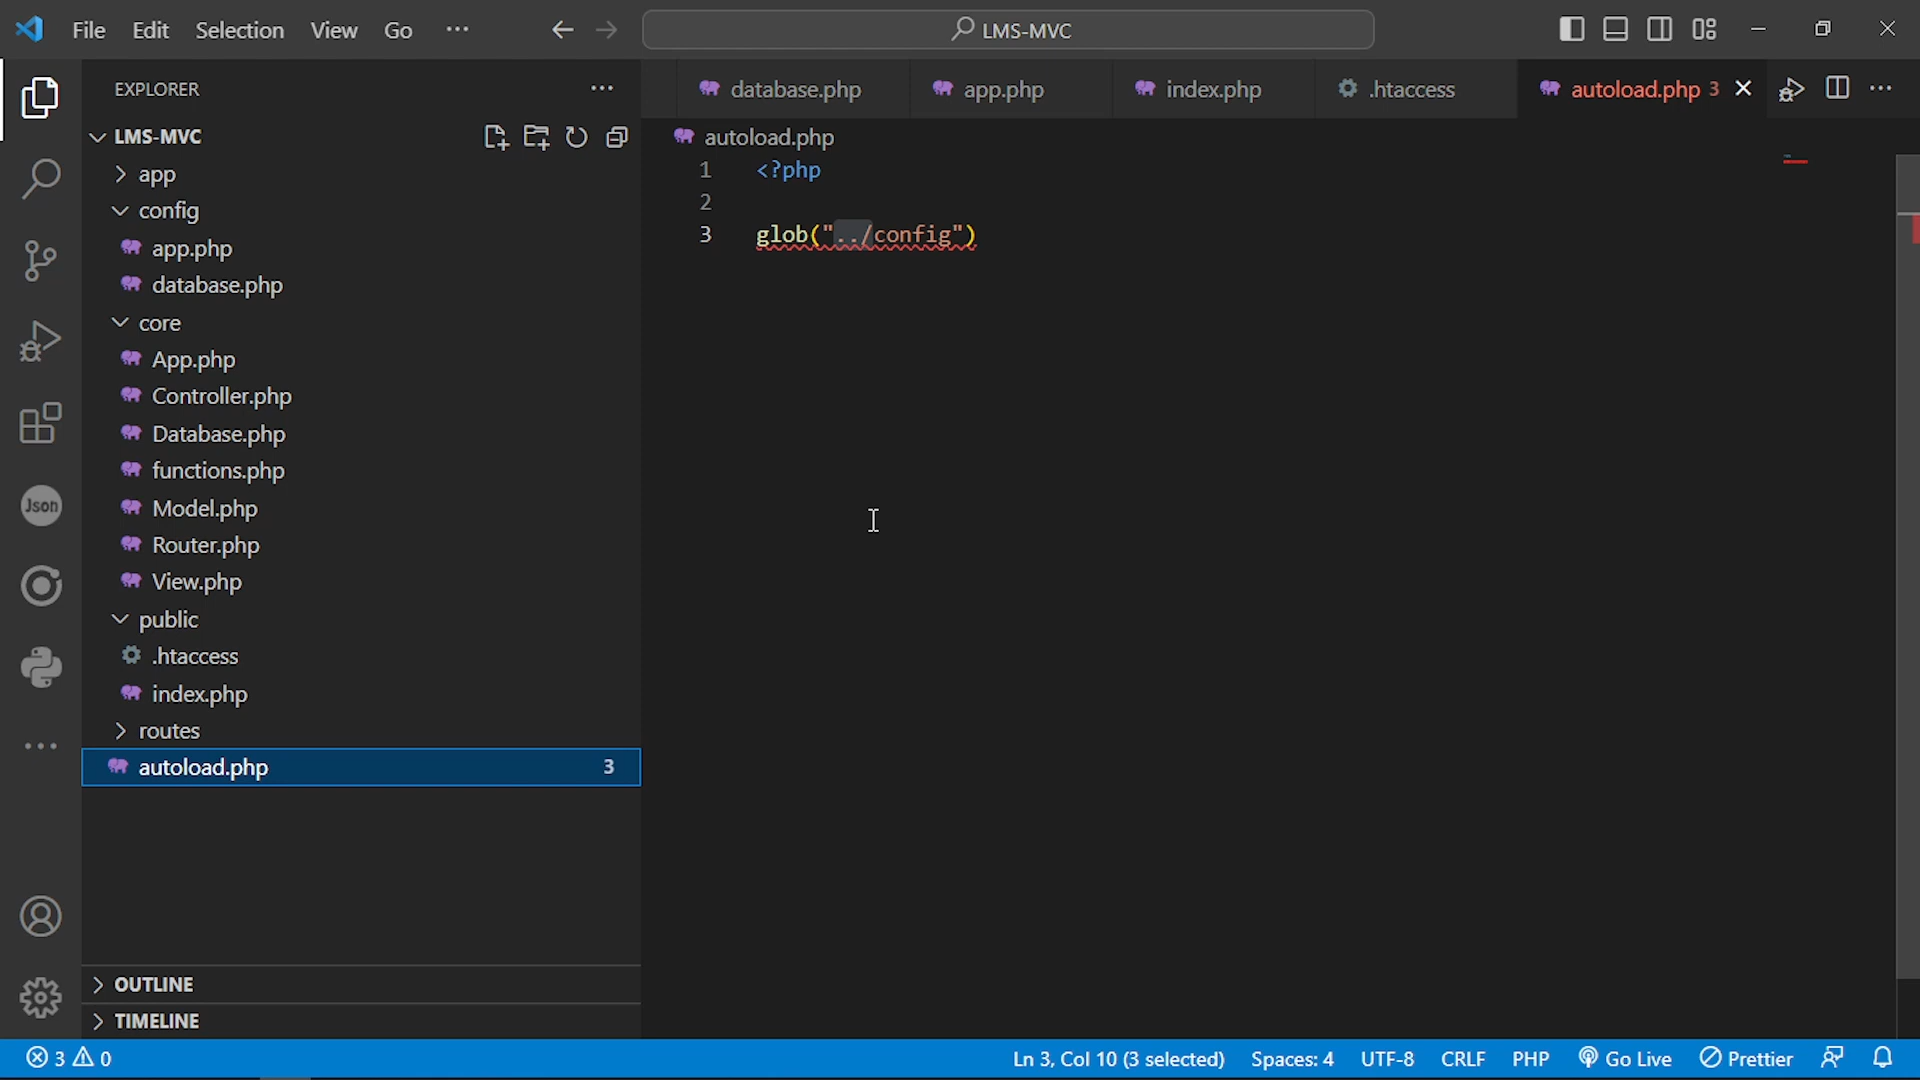 File Edit Selection View Go ··· LMS-MVC
EXPLORER ···
database.php app.php index.php .htaccess autoload.php 3
LMS-MVC
autoload.php
app
config
app.php
database.php
core
App.php
Controller.php
Database.php
functions.php
Model.php
Router.php
View.php
public
.htaccess
index.php
routes
autoload.php 3
OUTLINE
TIMELINE
Json
1 <?php
2
3 glob("../config")
3 0 Ln 3, Col 10 (3 selected) Spaces: 4 UTF-8 CRLF PHP Go Live Prettier